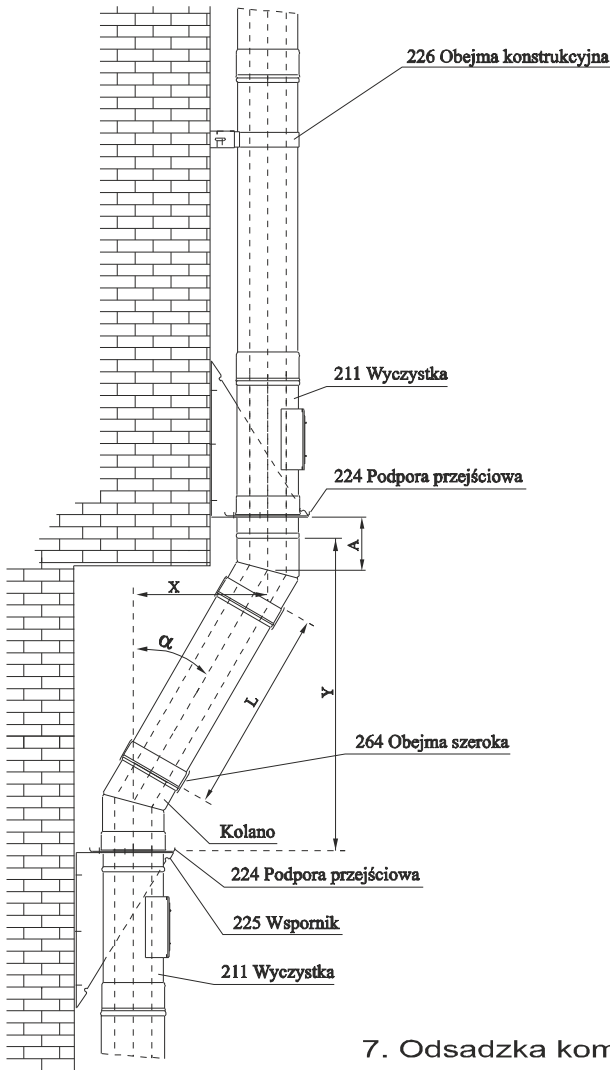 226 Obejma konstrukcyjna
211 Wyczystka
224 Podpora przejściowa
A
X
α
Y
L
264 Obejma szeroka
Kolano
224 Podpora przejściowa
225 Wspornik
211 Wyczystka
7. Odsadzka kom